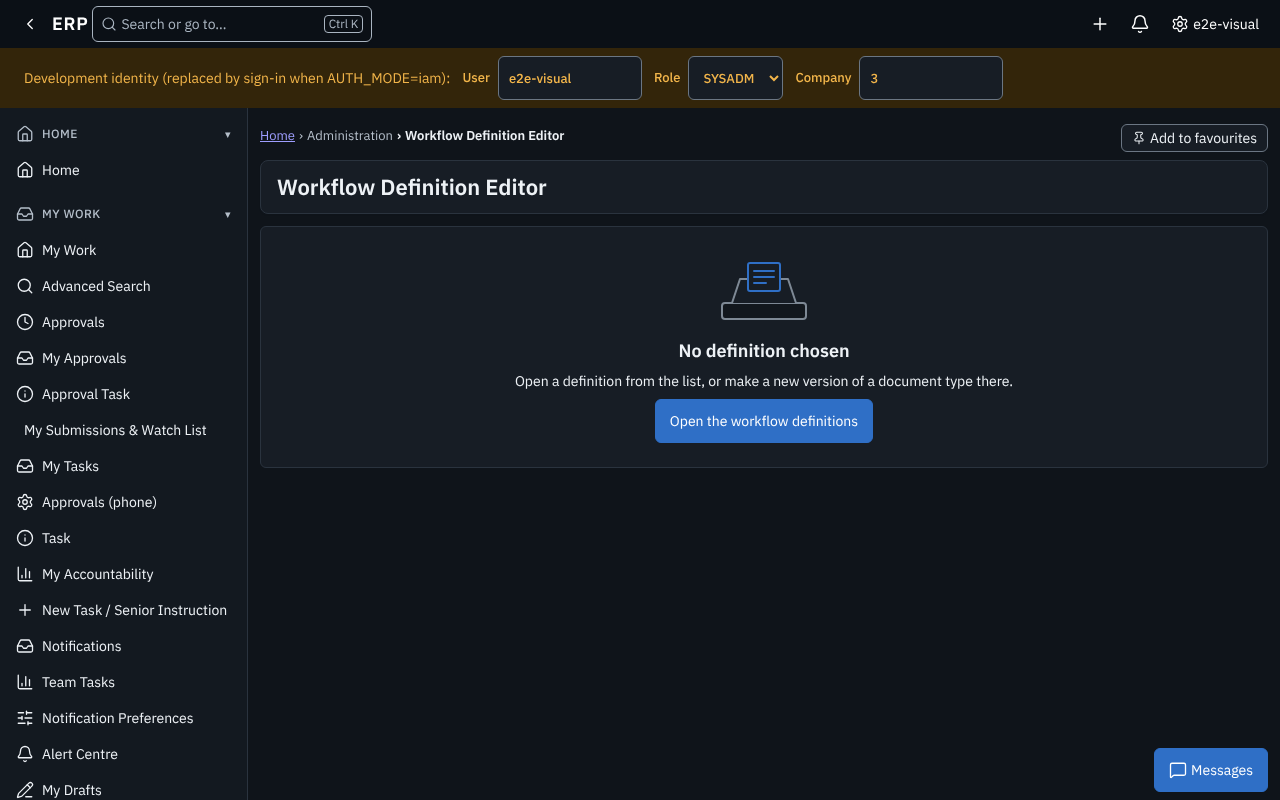 ERP
Search or go to...
Ctrl K
e2e-visual
Development identity (replaced by sign-in when AUTH_MODE=iam):
User
e2e-visual
Role
SYSADM
Company
3
HOME
Home
MY WORK
My Work
Advanced Search
Approvals
My Approvals
Approval Task
My Submissions & Watch List
My Tasks
Approvals (phone)
Task
My Accountability
New Task / Senior Instruction
Notifications
Team Tasks
Notification Preferences
Alert Centre
My Drafts
Home › Administration › Workflow Definition Editor
Add to favourites
Workflow Definition Editor
No definition chosen
Open a definition from the list, or make a new version of a document type there.
Open the workflow definitions
Messages